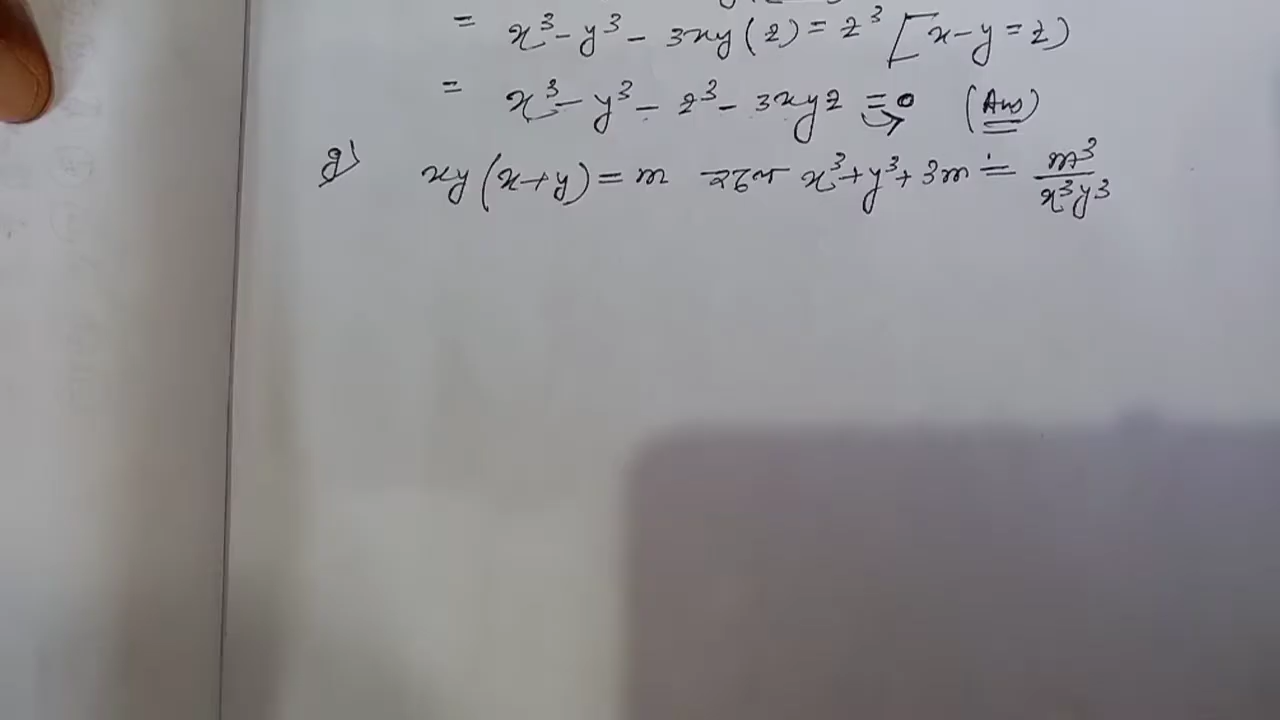 = x³ - y³ - 3xy(z) = z³ [x - y = z)
= x³ - y³ - z³ - 3xyz = 0 (Ans)
g) xy(x+y) = m হলে x³ + y³ + 3m = m³/x³y³